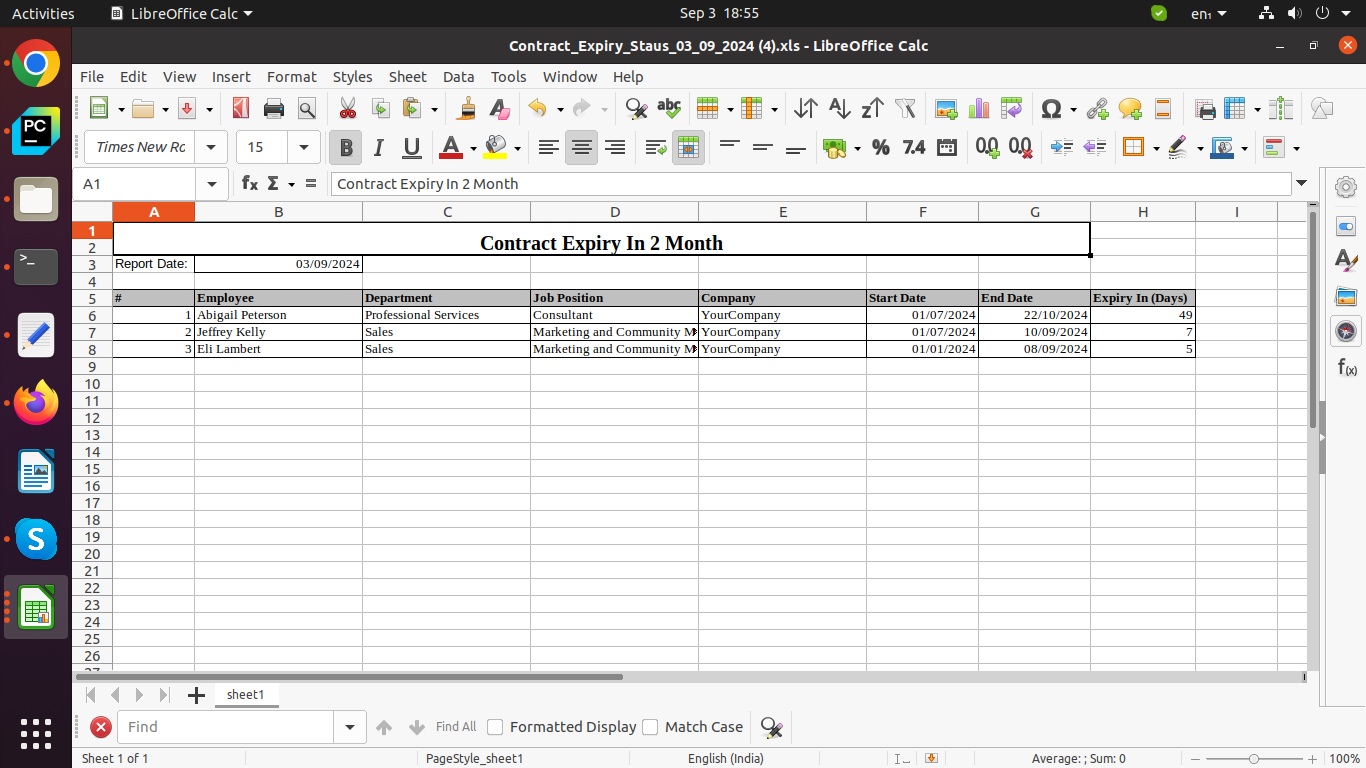 Activities LibreOffice Calc Sep 3 18:55 en₁
Contract_Expiry_Staus_03_09_2024 (4).xls - LibreOffice Calc
File Edit View Insert Format Styles Sheet Data Tools Window Help
Times New Ro 15
A1 Contract Expiry In 2 Month
A B C D E F G H I
1
2 Contract Expiry In 2 Month
3 Report Date: 03/09/2024
4
5 # Employee Department Job Position Company Start Date End Date Expiry In (Days)
6 1 Abigail Peterson Professional Services Consultant YourCompany 01/07/2024 22/10/2024 49
7 2 Jeffrey Kelly Sales Marketing and Community M YourCompany 01/07/2024 10/09/2024 7
8 3 Eli Lambert Sales Marketing and Community M YourCompany 01/01/2024 08/09/2024 5
9
10
11
12
13
14
15
16
17
18
19
20
21
22
23
24
25
26
27
sheet1
Find Find All Formatted Display Match Case
Sheet 1 of 1 PageStyle_sheet1 English (India) Average: ; Sum: 0 100%